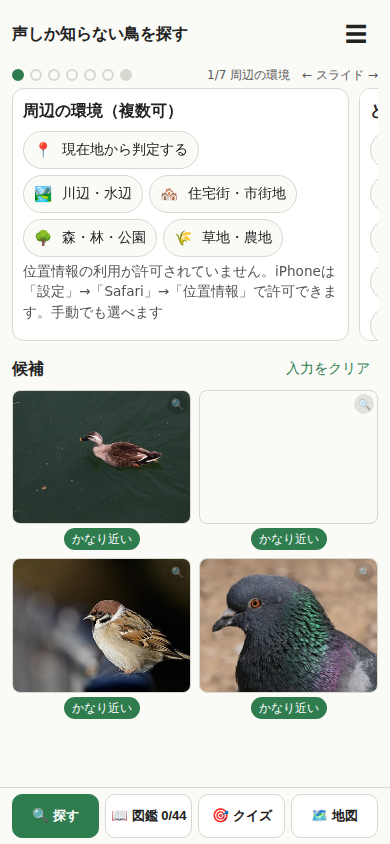 声しか知らない鳥を探す
1/7 周辺の環境 ← スライド →
周辺の環境（複数可）
現在地から判定する
川辺・水辺 住宅街・市街地
森・林・公園 草地・農地
位置情報の利用が許可されていません。iPhoneは
「設定」→「Safari」→「位置情報」で許可できま
す。手動でも選べます
候補 入力をクリア
かなり近い かなり近い
かなり近い かなり近い
探す 図鑑 0/44 クイズ 地図